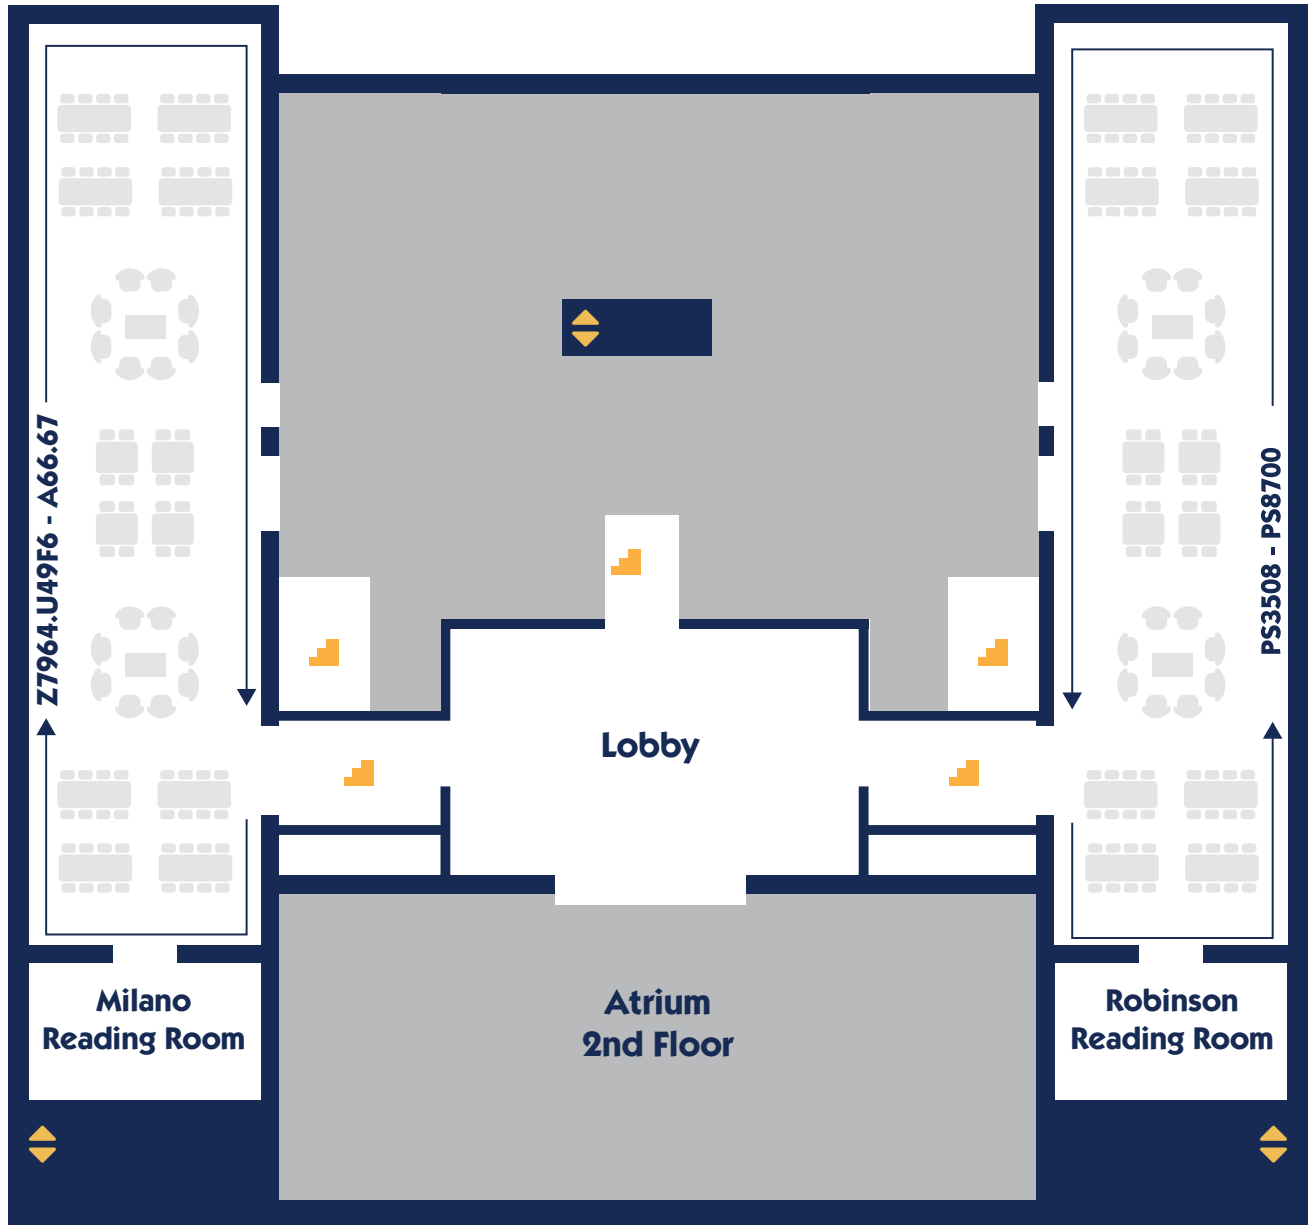 Z7964.U49F6 - A66.67
PS3508 - PS8700
Lobby
Milano
Reading Room
Atrium
2nd Floor
Robinson
Reading Room